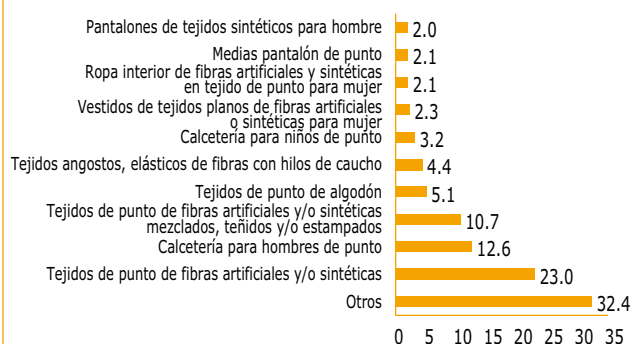 Pantalones de tejidos sintéticos para hombre 2.0
Medias pantalón de punto 2.1
Ropa interior de fibras artificiales y sintéticas
en tejido de punto para mujer 2.1
Vestidos de tejidos planos de fibras artificiales
o sintéticas para mujer 2.3
Calcetería para niños de punto 3.2
Tejidos angostos, elásticos de fibras con hilos de caucho 4.4
Tejidos de punto de algodón 5.1
Tejidos de punto de fibras artificiales y/o sintéticas
mezclados, teñidos y/o estampados 10.7
Calcetería para hombres de punto 12.6
Tejidos de punto de fibras artificiales y/o sintéticas 23.0
Otros 32.4
0 5 10 15 20 25 30 35